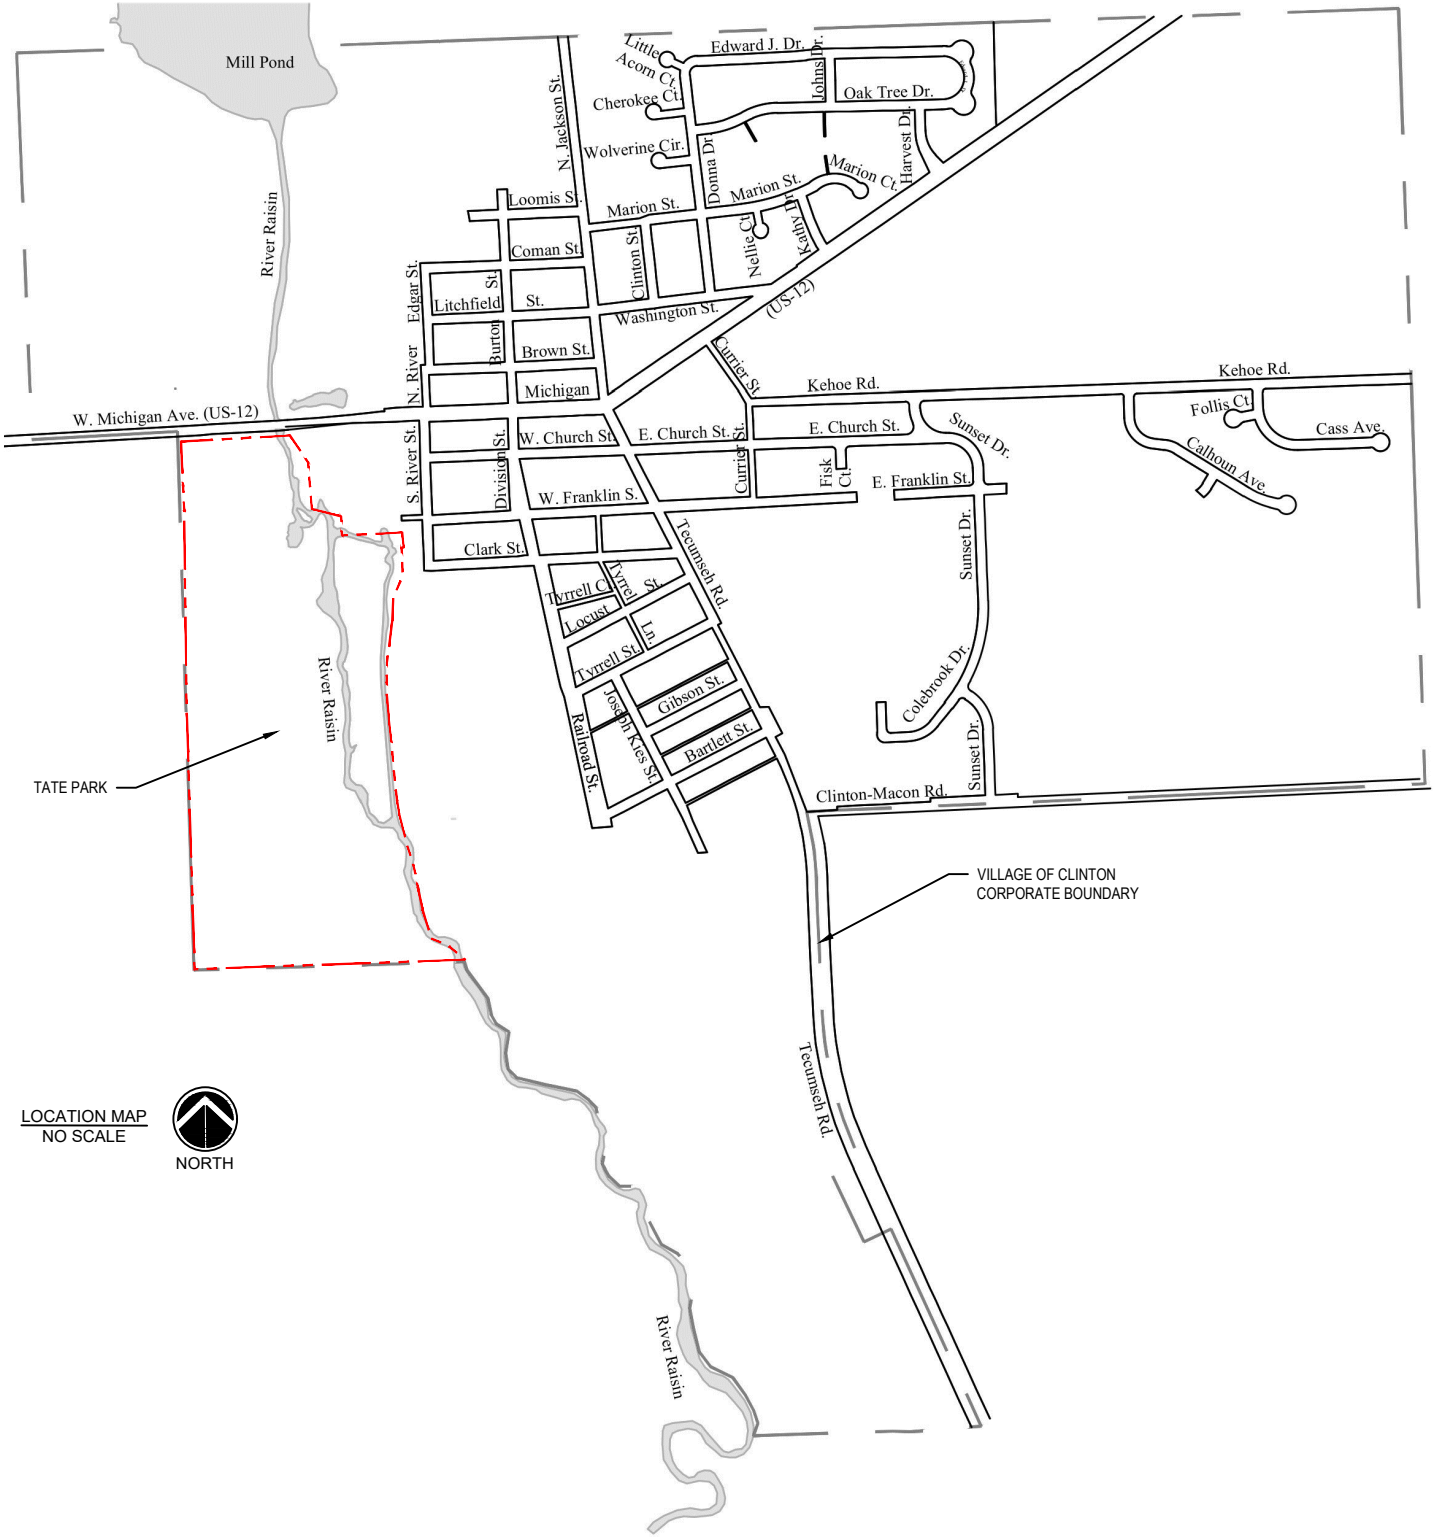 Mill Pond
River Raisin
Little
Acorn Ct.
Edward J. Dr.
Johns Dr.
Oak Tree Dr.
Cherokee Ct.
N. Jackson St.
Wolverine Cir.
Donna Dr.
Harvest Dr.
Marion Ct.
Marion St.
Marion St.
Loomis St.
Kathy Dr.
Nellie Ct.
Clinton St.
Coman St.
Edgar St.
Litchfield
St.
St.
Burton
Washington St.
(US-12)
Brown St.
N. River
Michigan
Currier St
Kehoe Rd.
Kehoe Rd.
W. Michigan Ave. (US-12)
Follis Ct.
Cass Ave.
Calhoun Ave.
W. Church St.
E. Church St.
E. Church St.
Sunset Dr.
S. River St.
Division St.
Currier St.
Fisk
Ct.
E. Franklin St.
W. Franklin S.
Clark St.
Tecumseh Rd.
Sunset Dr.
Tyrrell Ct.
Tyrrel
St.
Locust
Ln.
Tyrrell St.
River Raisin
Gibson St.
Joseph Kies St.
Railroad St.
Bartlett St.
Colebrook Dr.
Sunset Dr.
Clinton-Macon Rd.
TATE PARK
VILLAGE OF CLINTON
CORPORATE BOUNDARY
Tecumseh Rd.
LOCATION MAP
NO SCALE
NORTH
River Raisin